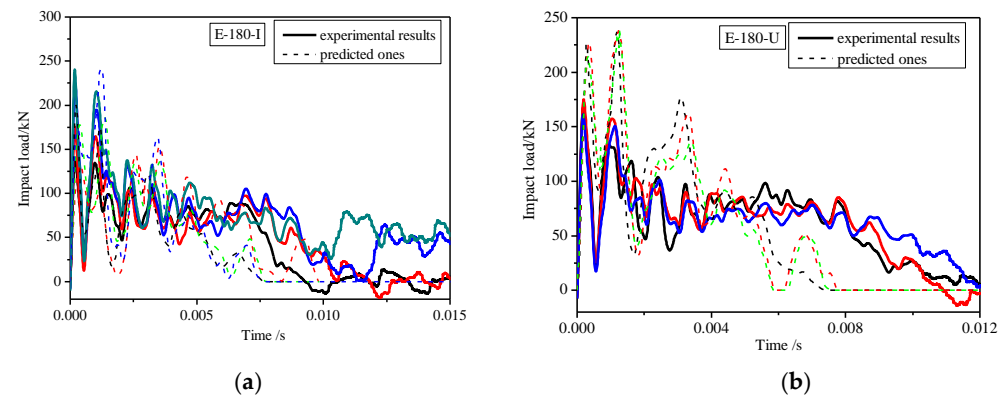 300
250
200
150
100
50
0
Impact load/kN
E-180-I
experimental results
predicted ones
0.000
0.005
0.010
0.015
Time /s
(a)
250
200
150
100
50
0
Impact load/kN
E-180-U
experimental results
predicted ones
0.000
0.004
0.008
0.012
Time /s
(b)